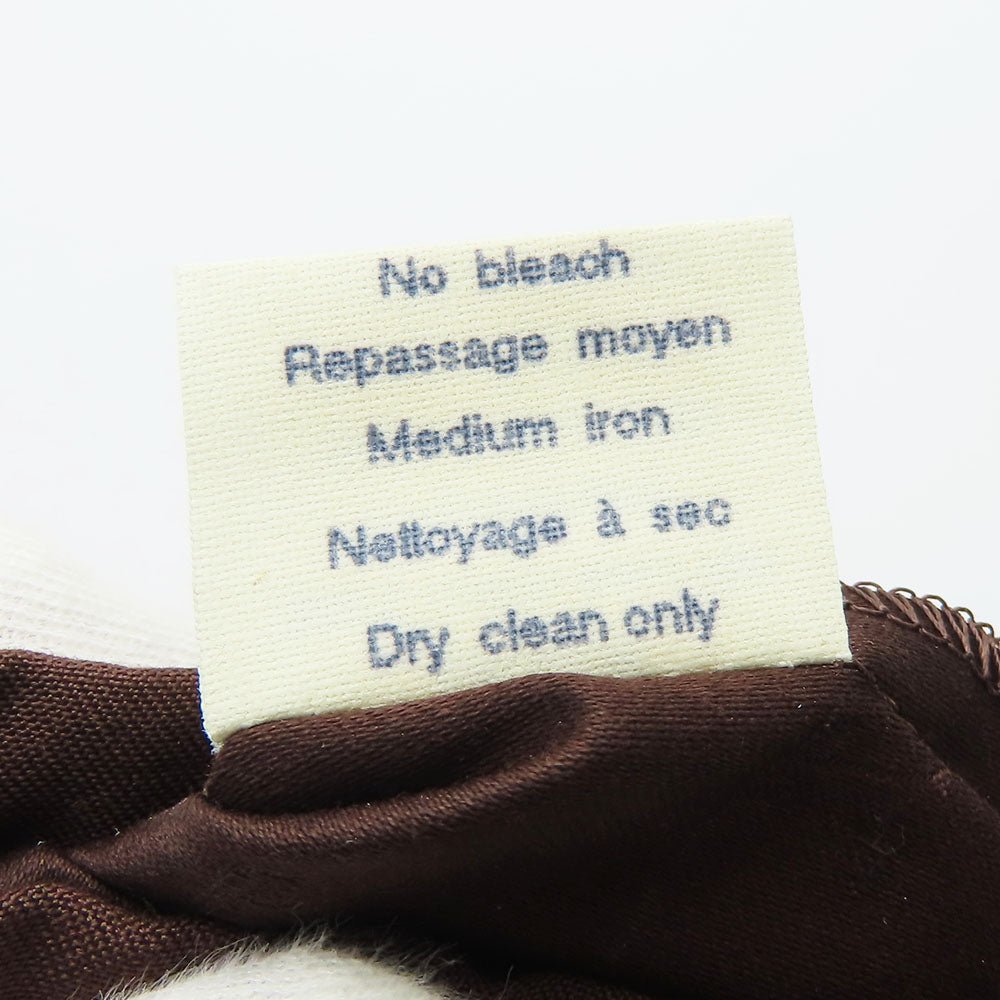 No bleach
Repassage moyen
Medium iron
Nettoyage à sec
Dry clean only